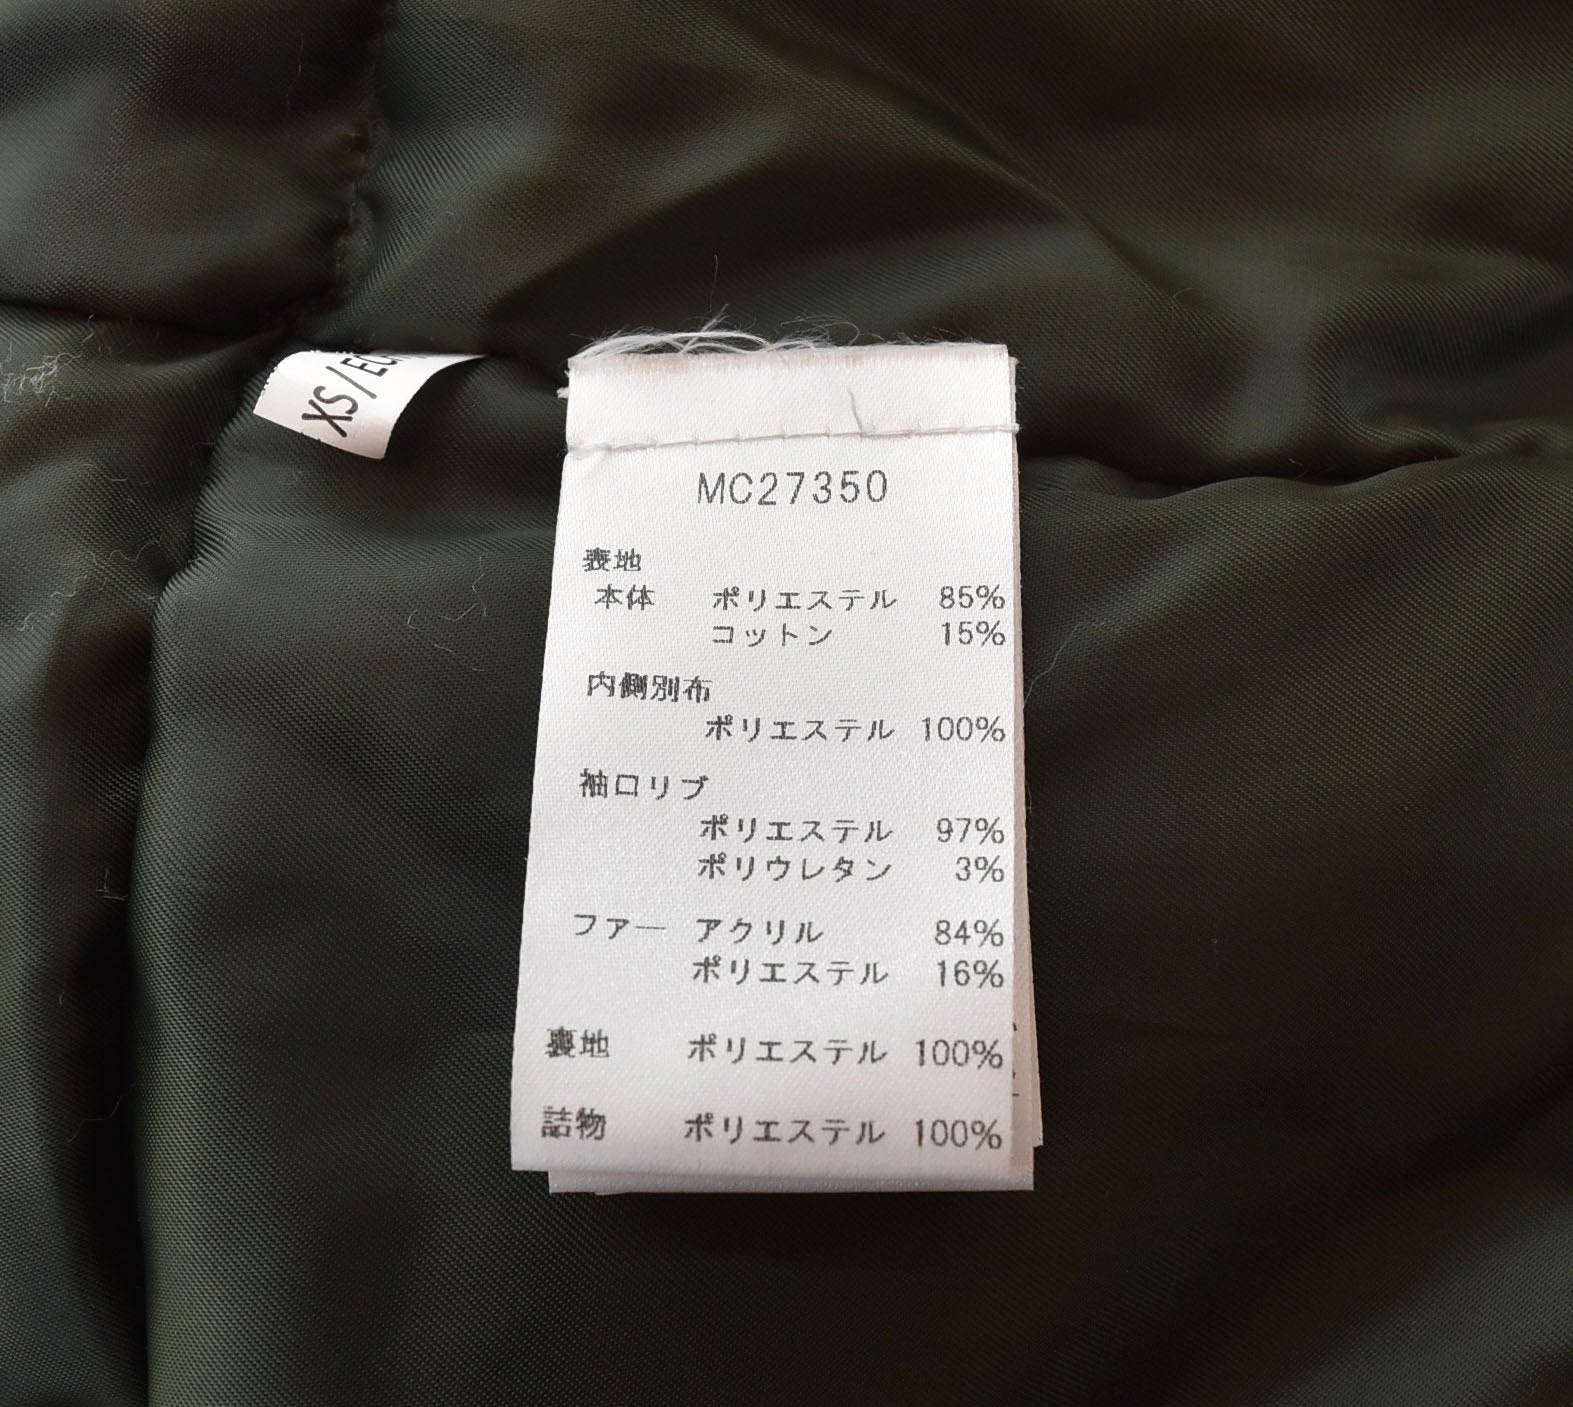 XS/EC
MC27350
表地
本体 ポリエステル 85%
コットン 15%
内側別布
ポリエステル 100%
袖口リブ
ポリエステル 97%
ポリウレタン 3%
ファー アクリル 84%
ポリエステル 16%
裏地 ポリエステル 100%
詰物 ポリエステル 100%